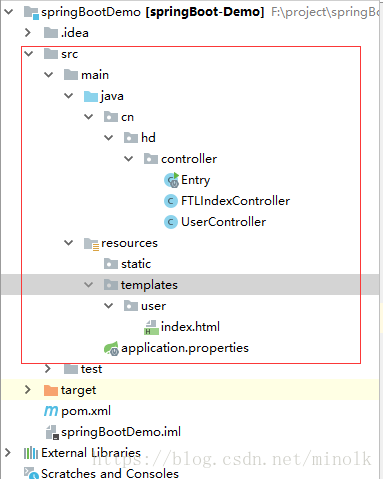 springBootDemo [springBoot-Demo] F:\project\springB
.idea
src
main
java
cn
hd
controller
Entry
FTLIndexController
UserController
resources
static
templates
user
index.html
application.properties
test
target
pom.xml
springBootDemo.iml
External Libraries
https://blog.csdn.net/minolk
Scratches and Consoles